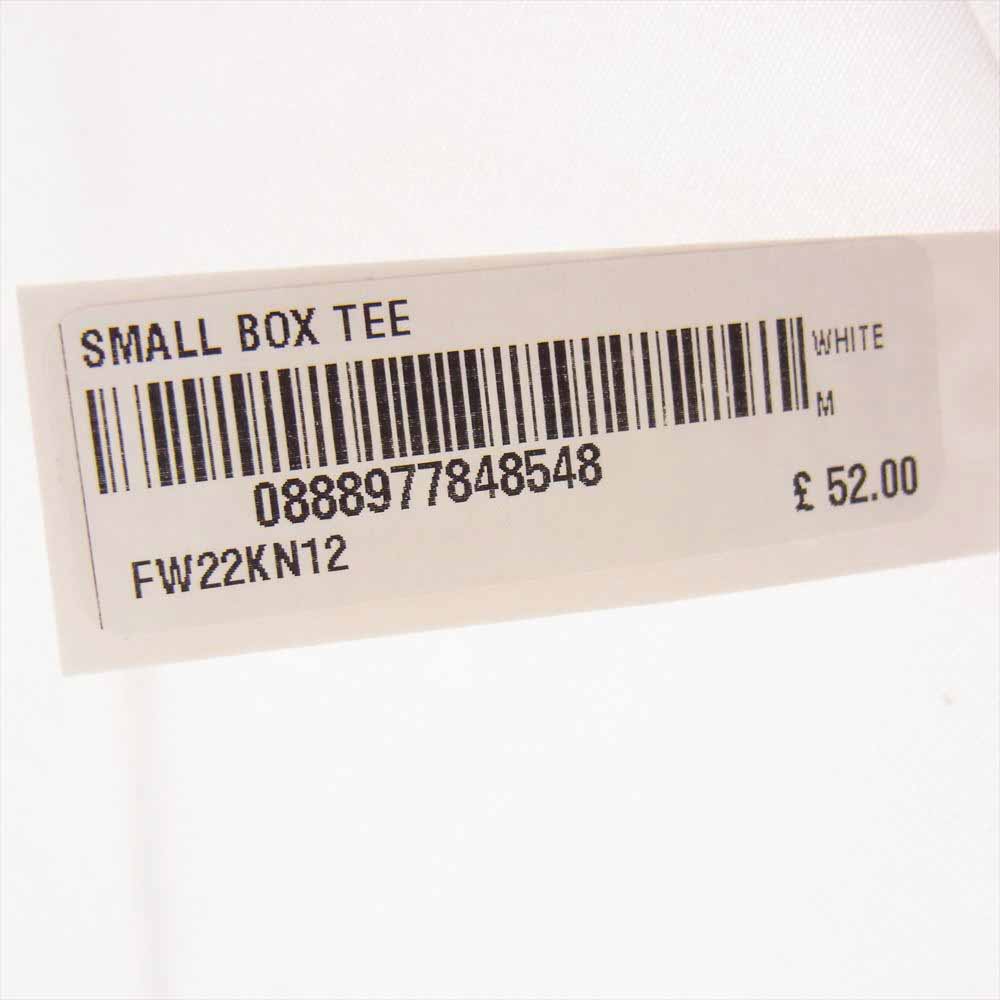 SMALL BOX TEE
WHITE
M
0888977848548
£ 52.00
FW22KN12